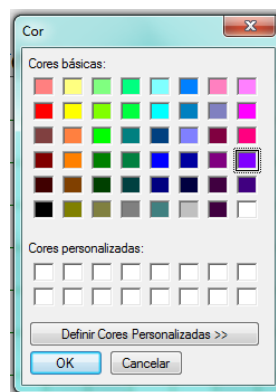 Cor
Cores básicas:
Cores personalizadas:
Definir Cores Personalizadas >>
OK
Cancelar